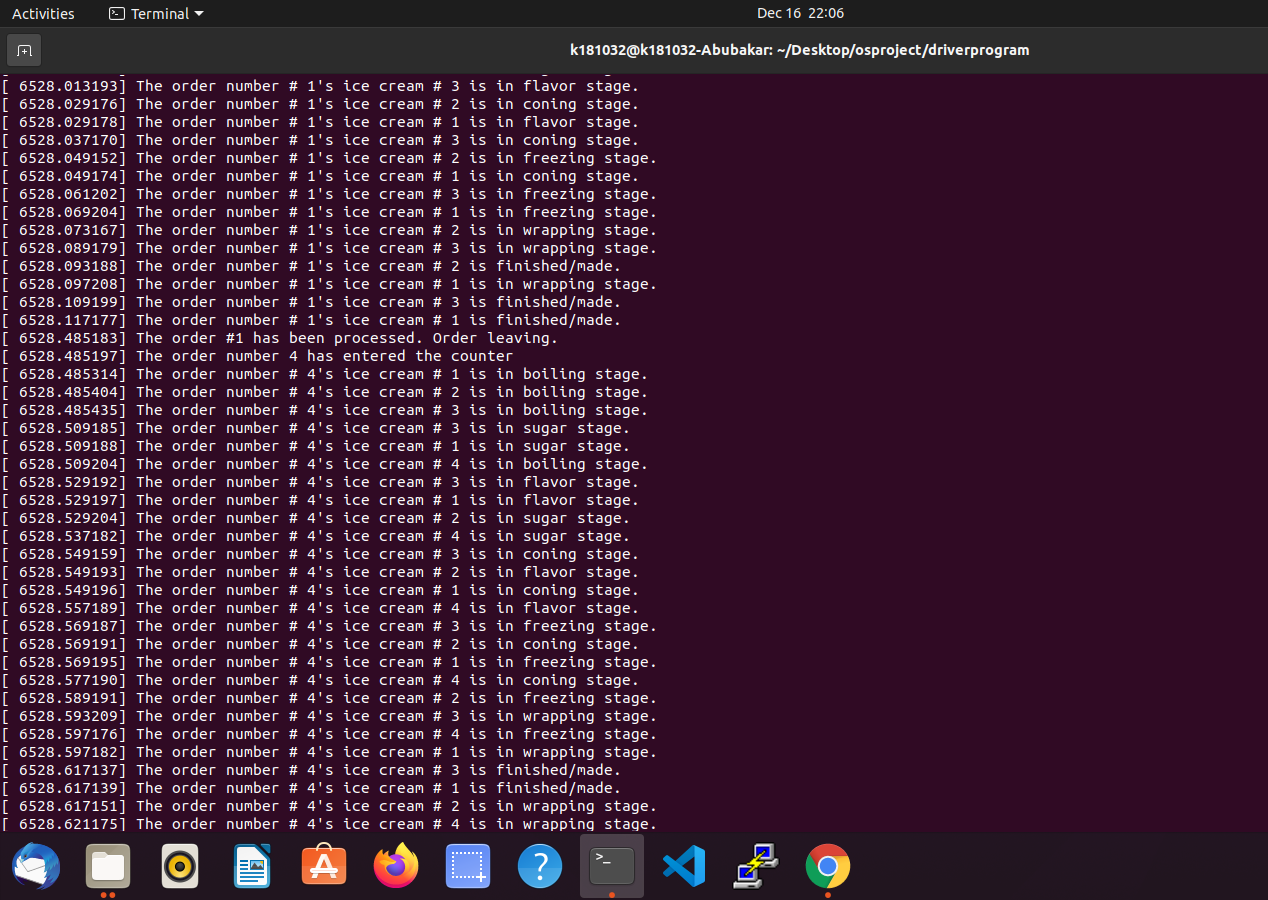 Activities Terminal Dec 16 22:06
k181032@k181032-Abubakar: ~/Desktop/osproject/driverprogram
[ 6528.013193] The order number # 1's ice cream # 3 is in flavor stage.
[ 6528.029176] The order number # 1's ice cream # 2 is in coning stage.
[ 6528.029178] The order number # 1's ice cream # 1 is in flavor stage.
[ 6528.037170] The order number # 1's ice cream # 3 is in coning stage.
[ 6528.049152] The order number # 1's ice cream # 2 is in freezing stage.
[ 6528.049174] The order number # 1's ice cream # 1 is in coning stage.
[ 6528.061202] The order number # 1's ice cream # 3 is in freezing stage.
[ 6528.069204] The order number # 1's ice cream # 1 is in freezing stage.
[ 6528.073167] The order number # 1's ice cream # 2 is in wrapping stage.
[ 6528.089179] The order number # 1's ice cream # 3 is in wrapping stage.
[ 6528.093188] The order number # 1's ice cream # 2 is finished/made.
[ 6528.097208] The order number # 1's ice cream # 1 is in wrapping stage.
[ 6528.109199] The order number # 1's ice cream # 3 is finished/made.
[ 6528.117177] The order number # 1's ice cream # 1 is finished/made.
[ 6528.485183] The order #1 has been processed. Order leaving.
[ 6528.485197] The order number 4 has entered the counter
[ 6528.485314] The order number # 4's ice cream # 1 is in boiling stage.
[ 6528.485404] The order number # 4's ice cream # 2 is in boiling stage.
[ 6528.485435] The order number # 4's ice cream # 3 is in boiling stage.
[ 6528.509185] The order number # 4's ice cream # 3 is in sugar stage.
[ 6528.509188] The order number # 4's ice cream # 1 is in sugar stage.
[ 6528.509204] The order number # 4's ice cream # 4 is in boiling stage.
[ 6528.529192] The order number # 4's ice cream # 3 is in flavor stage.
[ 6528.529197] The order number # 4's ice cream # 1 is in flavor stage.
[ 6528.529204] The order number # 4's ice cream # 2 is in sugar stage.
[ 6528.537182] The order number # 4's ice cream # 4 is in sugar stage.
[ 6528.549159] The order number # 4's ice cream # 3 is in coning stage.
[ 6528.549193] The order number # 4's ice cream # 2 is in flavor stage.
[ 6528.549196] The order number # 4's ice cream # 1 is in coning stage.
[ 6528.557189] The order number # 4's ice cream # 4 is in flavor stage.
[ 6528.569187] The order number # 4's ice cream # 3 is in freezing stage.
[ 6528.569191] The order number # 4's ice cream # 2 is in coning stage.
[ 6528.569195] The order number # 4's ice cream # 1 is in freezing stage.
[ 6528.577190] The order number # 4's ice cream # 4 is in coning stage.
[ 6528.589191] The order number # 4's ice cream # 2 is in freezing stage.
[ 6528.593209] The order number # 4's ice cream # 3 is in wrapping stage.
[ 6528.597176] The order number # 4's ice cream # 4 is in freezing stage.
[ 6528.597182] The order number # 4's ice cream # 1 is in wrapping stage.
[ 6528.617137] The order number # 4's ice cream # 3 is finished/made.
[ 6528.617139] The order number # 4's ice cream # 1 is finished/made.
[ 6528.617151] The order number # 4's ice cream # 2 is in wrapping stage.
[ 6528.621175] The order number # 4's ice cream # 4 is in wrapping stage.